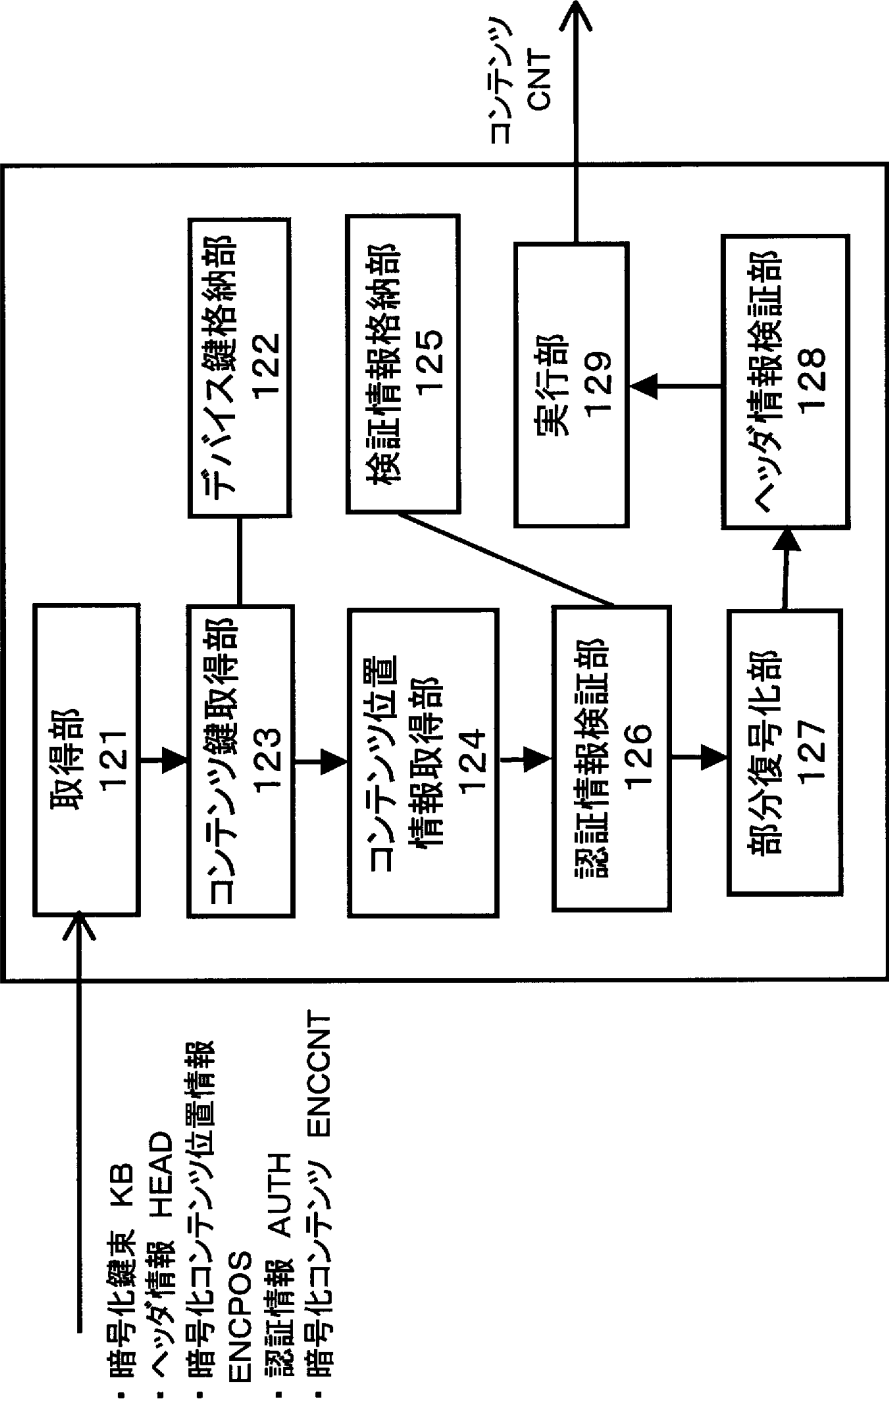 ・暗号化鍵束 KB
・ヘッダ情報 HEAD
・暗号化コンテンツ位置情報
ENCPOS
・認証情報 AUTH
・暗号化コンテンツ ENCCNT
取得部
121
コンテンツ鍵取得部
123
コンテンツ位置
情報取得部
124
認証情報検証部
126
部分復号化部
127
デバイス鍵格納部
122
検証情報格納部
125
実行部
129
ヘッダ情報検証部
128
コンテンツ
CNT